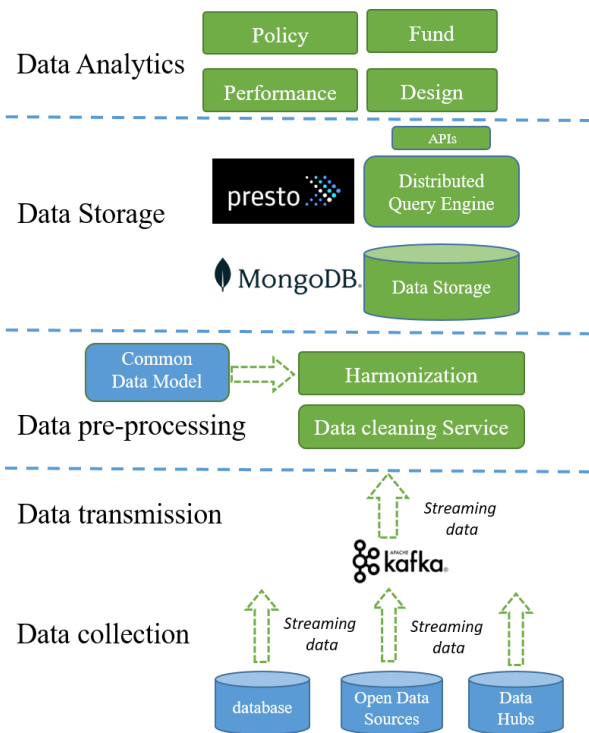 Data Analytics
Policy
Fund
Performance
Design
Data Storage
APIs
presto
Distributed
Query Engine
MongoDB.
Data Storage
Common
Data Model
Harmonization
Data pre-processing
Data cleaning Service
Data transmission
Streaming
data
APACHE
kafka®
Data collection
Streaming
data
Streaming
data
database
Open Data
Sources
Data
Hubs